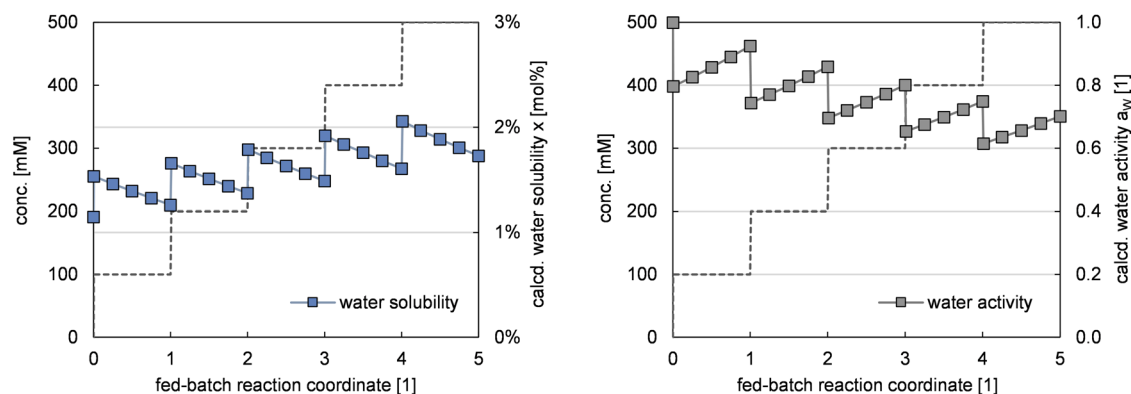 500
400
300
200
100
0
conc. [mM]
3%
2%
1%
0%
calcd. water solubility x [mol%]
water solubility
0 1 2 3 4 5
fed-batch reaction coordinate [1]
500
400
300
200
100
0
conc. [mM]
1.0
0.8
0.6
0.4
0.2
0.0
calcd. water activity aw [1]
water activity
0 1 2 3 4 5
fed-batch reaction coordinate [1]